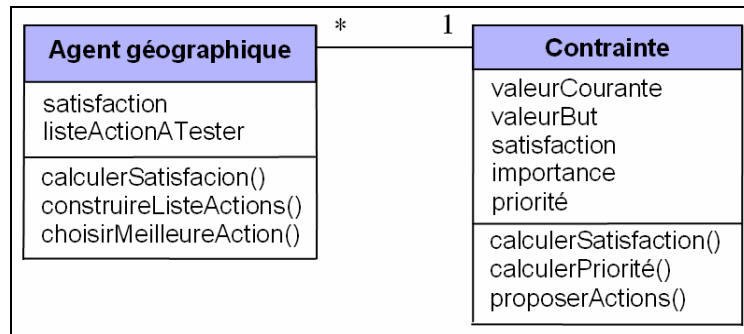 Agent géographique
satisfaction
listeActionATester
calculerSatisfacion()
construireListeActions()
choisirMeilleureAction()
* 1
Contrainte
valeurCourante
valeurBut
satisfaction
importance
priorité
calculerSatisfaction()
calculerPriorité()
proposerActions()